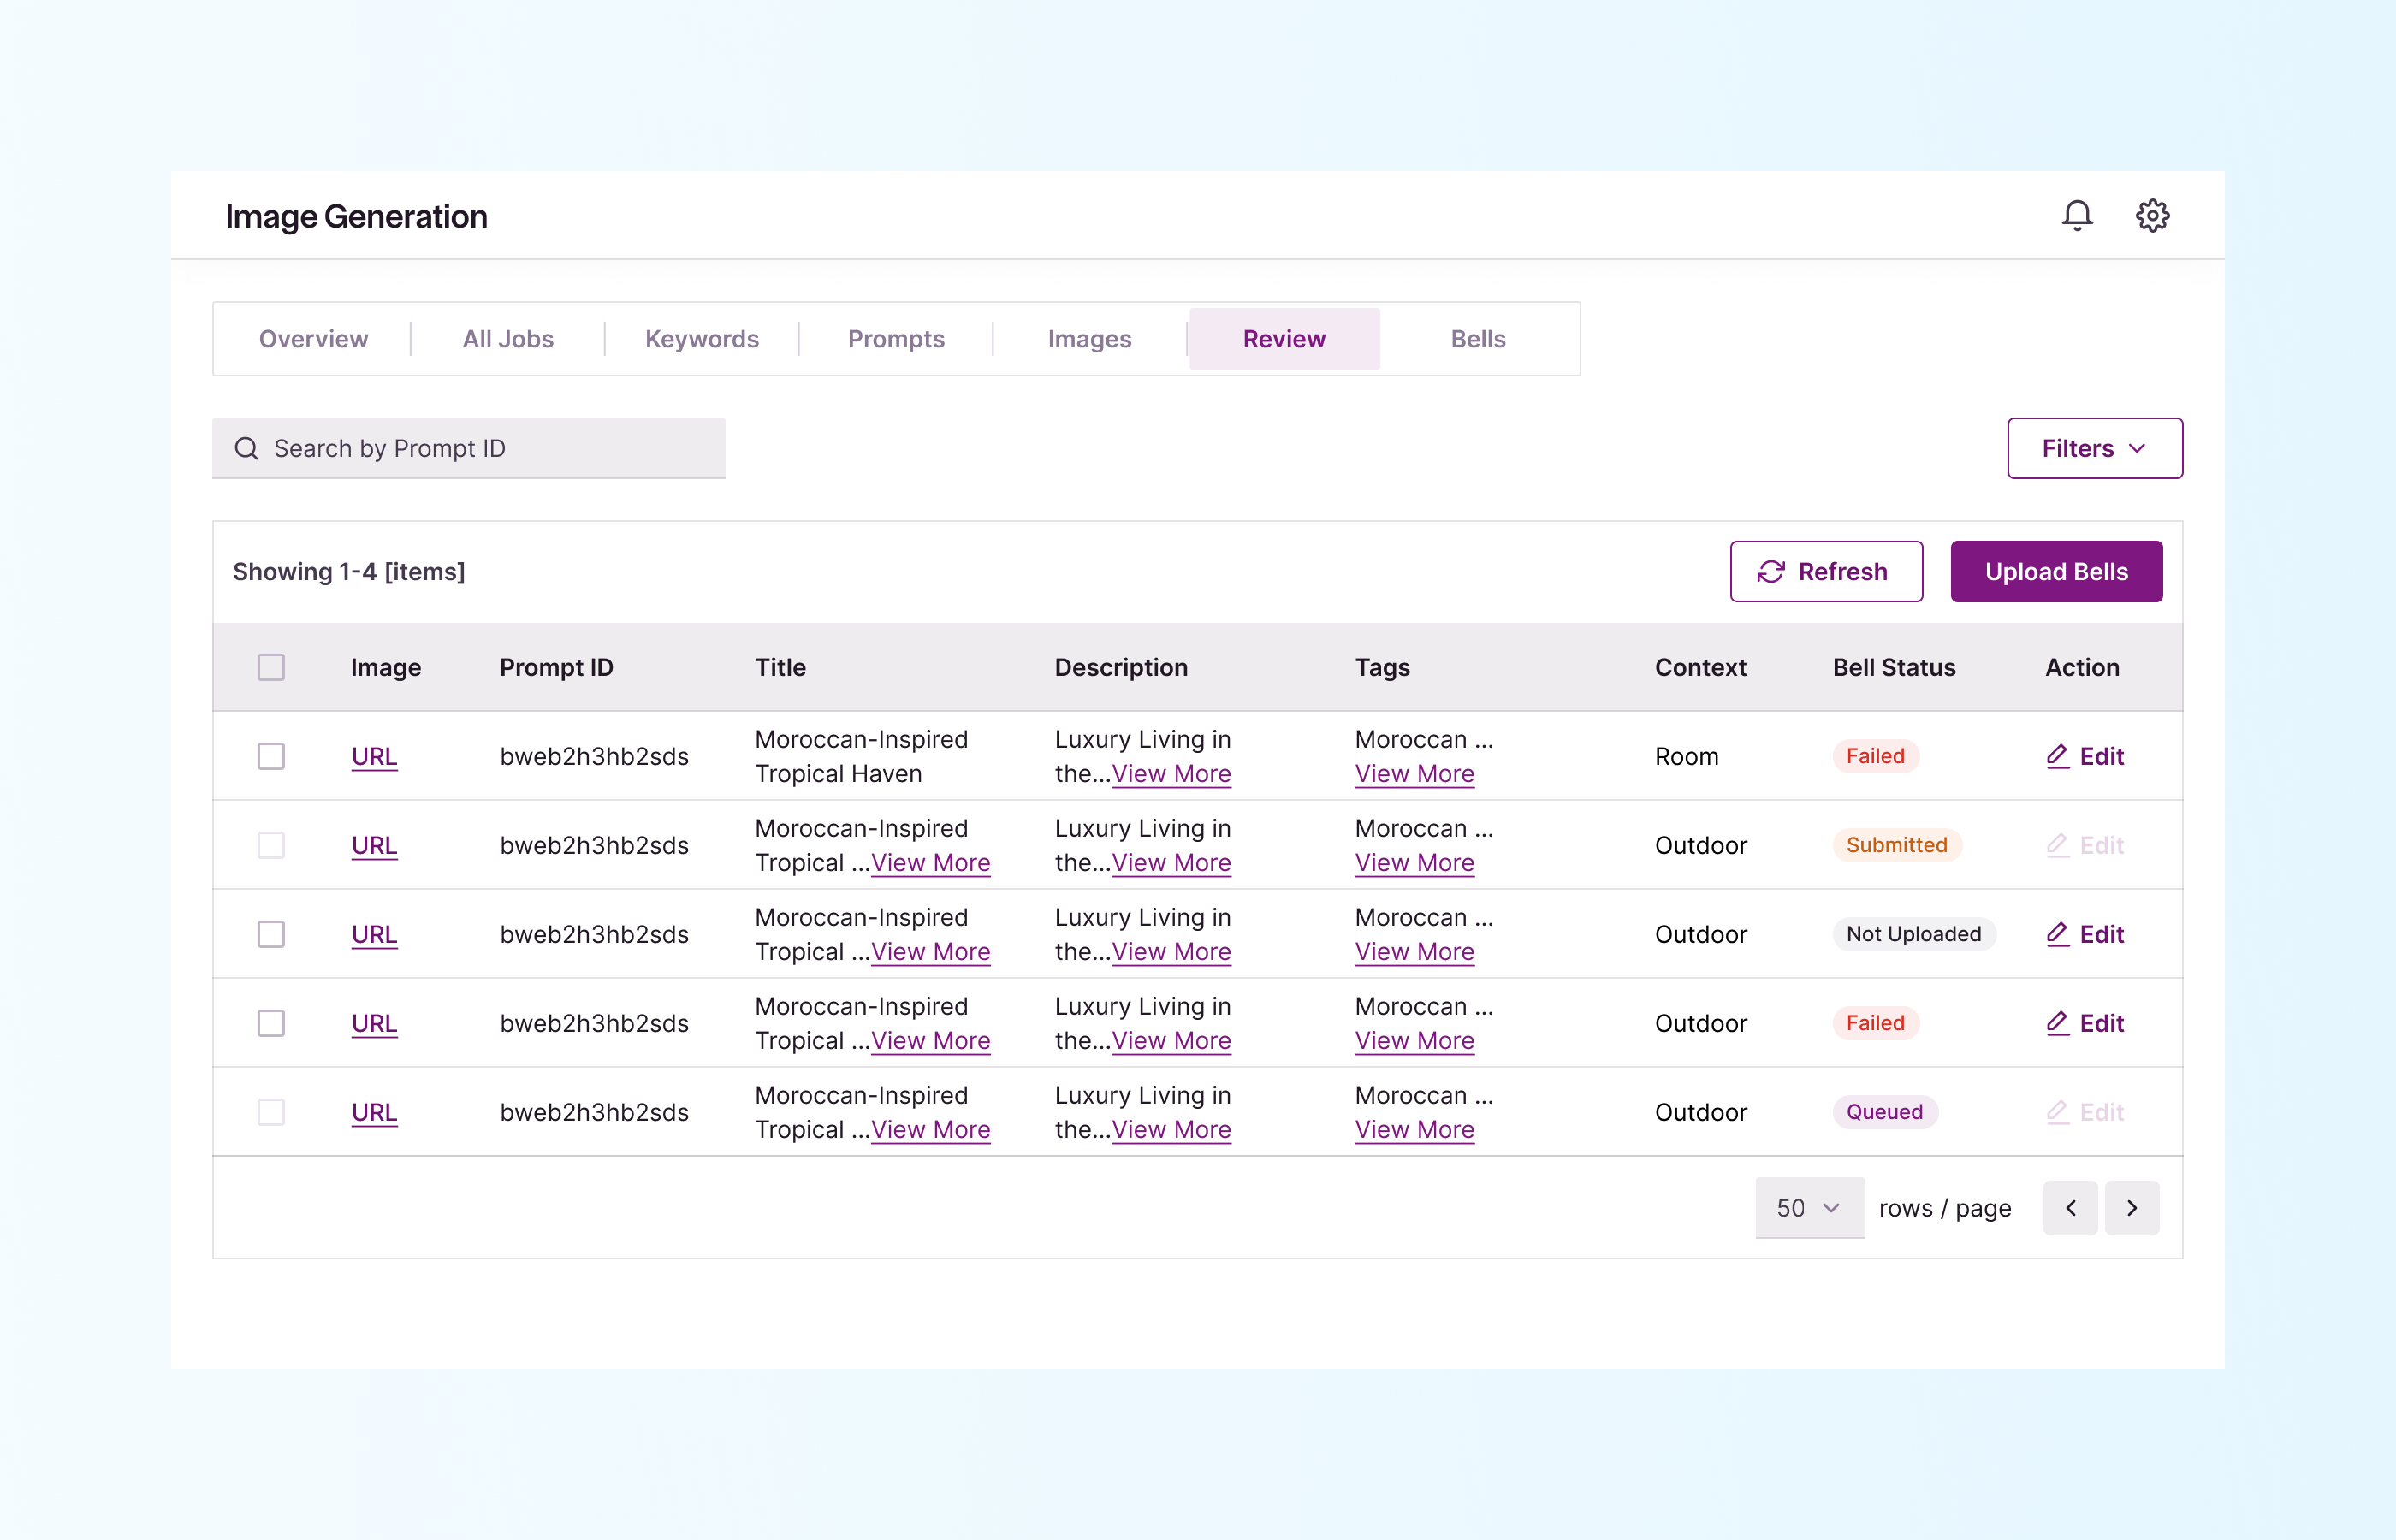 Image Generation
Overview
All Jobs
Keywords
Prompts
Images
Review
Bells
Search by Prompt ID
Filters
Showing 1-4 [items]
Refresh
Upload Bells
Image Prompt ID Title Description Tags Context Bell Status Action
URL
bweb2h3hb2sds
Moroccan-Inspired
Tropical Haven
Luxury Living in
the...View More
Moroccan ...
View More
Room
Failed
Edit
URL
bweb2h3hb2sds
Moroccan-Inspired
Tropical ...View More
Luxury Living in
the...View More
Moroccan ...
View More
Outdoor
Submitted
Edit
URL
bweb2h3hb2sds
Moroccan-Inspired
Tropical ...View More
Luxury Living in
the...View More
Moroccan ...
View More
Outdoor
Not Uploaded
Edit
URL
bweb2h3hb2sds
Moroccan-Inspired
Tropical ...View More
Luxury Living in
the...View More
Moroccan ...
View More
Outdoor
Failed
Edit
URL
bweb2h3hb2sds
Moroccan-Inspired
Tropical ...View More
Luxury Living in
the...View More
Moroccan ...
View More
Outdoor
Queued
Edit
50 rows / page